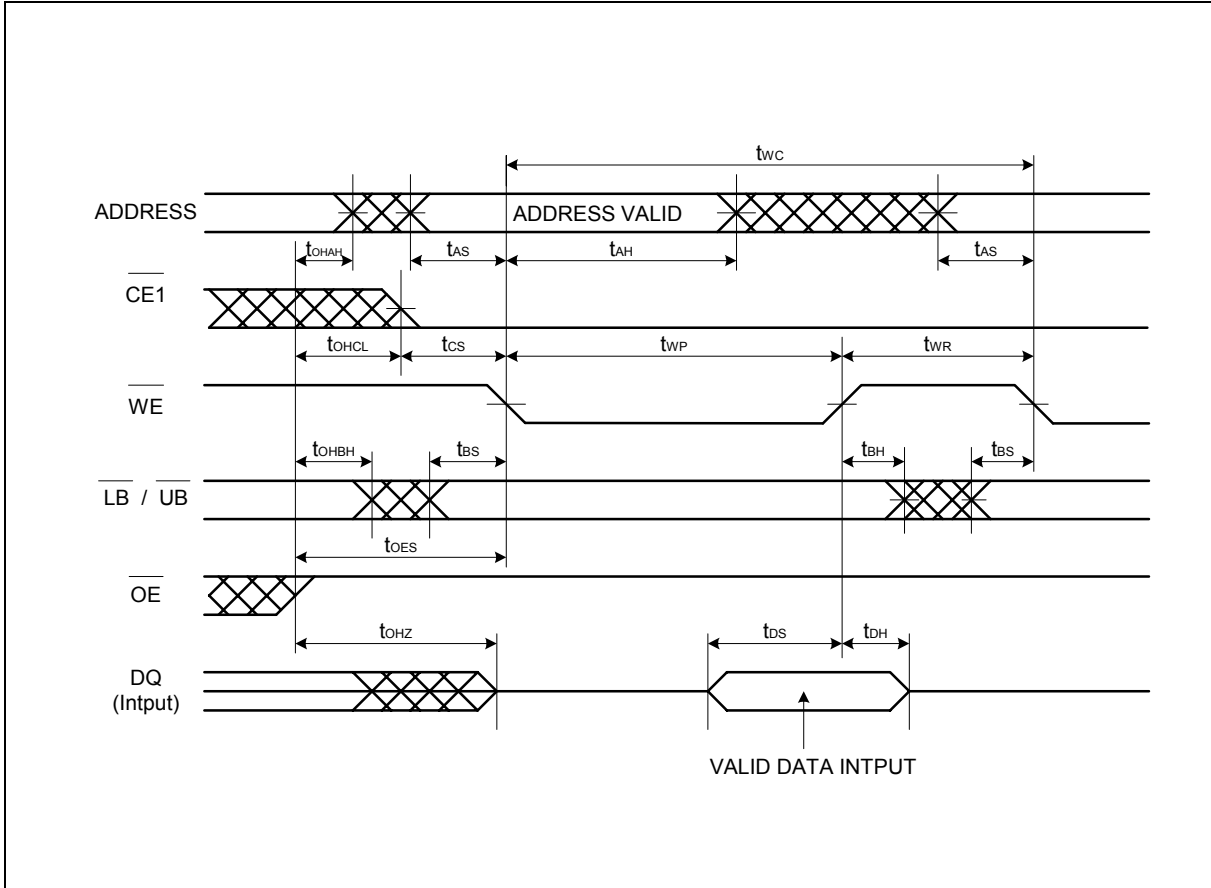 tWC
ADDRESS
ADDRESS VALID
tOHAH
tAS
tAH
tAS
CE1
tOHCL
tCS
tWP
tWR
WE
tOHBH
tBS
tBH
tBS
LB / UB
tOES
OE
tOHZ
tDS
tDH
DQ
(Intput)
VALID DATA INTPUT